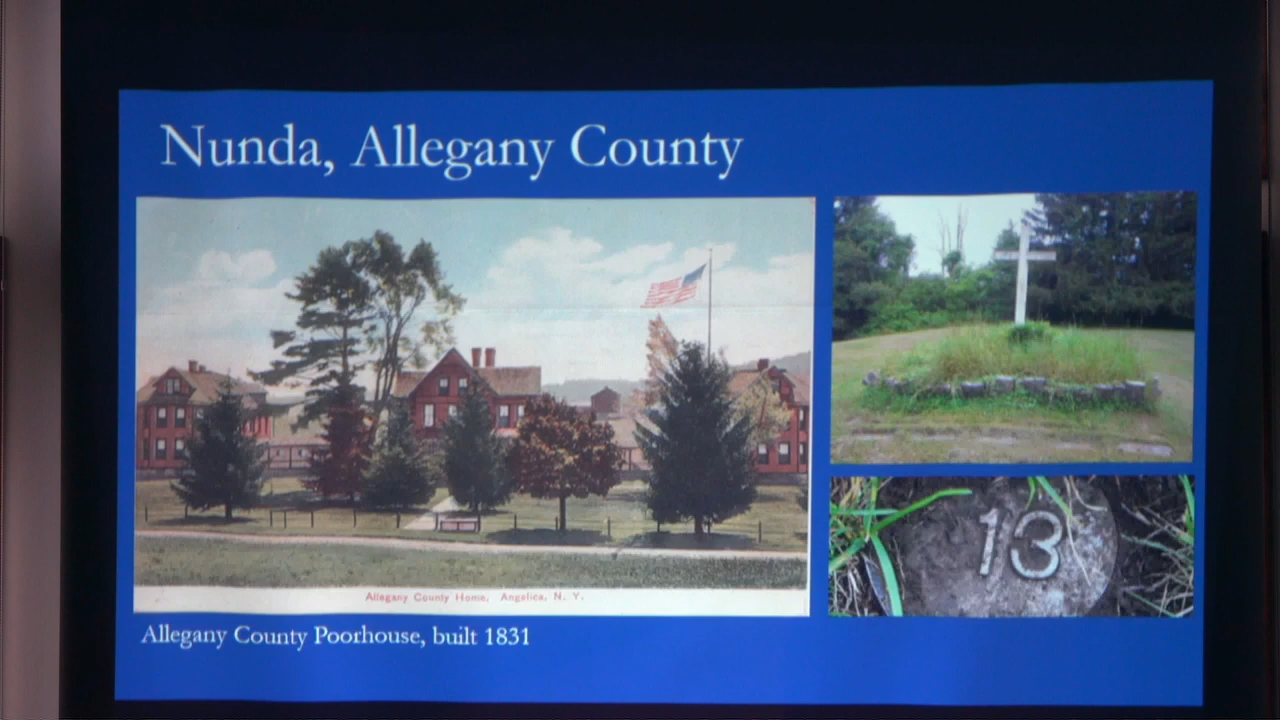 Nunda, Allegany County
Allegany County Home, Angelica, N. Y.
13
Allegany County Poorhouse, built 1831